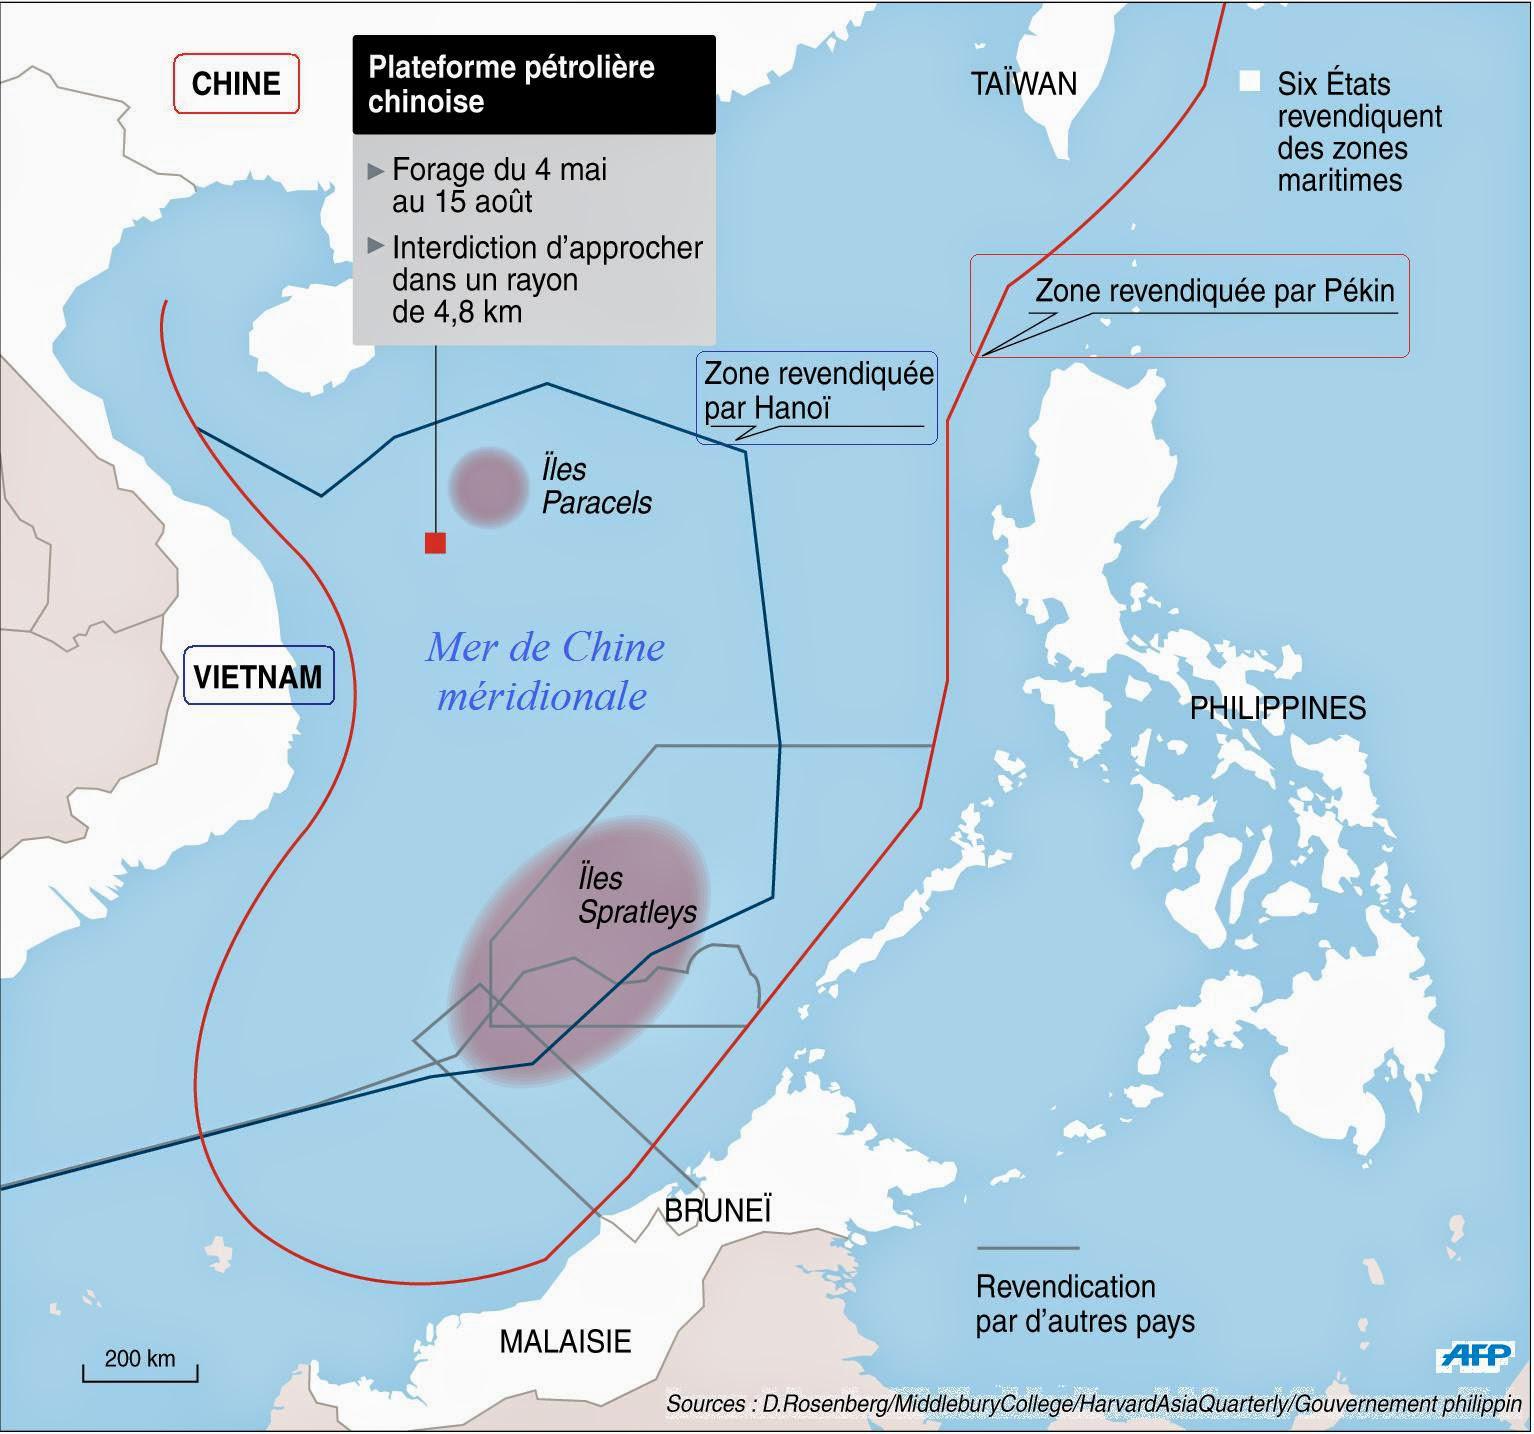 CHINE
Plateforme pétrolière
chinoise
Forage du 4 mai
au 15 août
Interdiction d'approcher
dans un rayon
de 4,8 km
TAÏWAN
Six États
revendiquent
des zones
maritimes
Zone revendiquée par Pékin
Zone revendiquée
par Hanoï
Ïles
Paracels
Mer de Chine
méridionale
VIETNAM
PHILIPPINES
Ïles
Spratleys
BRUNEÏ
Revendication
par d'autres pays
MALAISIE
200 km
AFP
Sources : D.Rosenberg/MiddleburyCollege/HarvardAsiaQuarterly/Gouvernement philippin